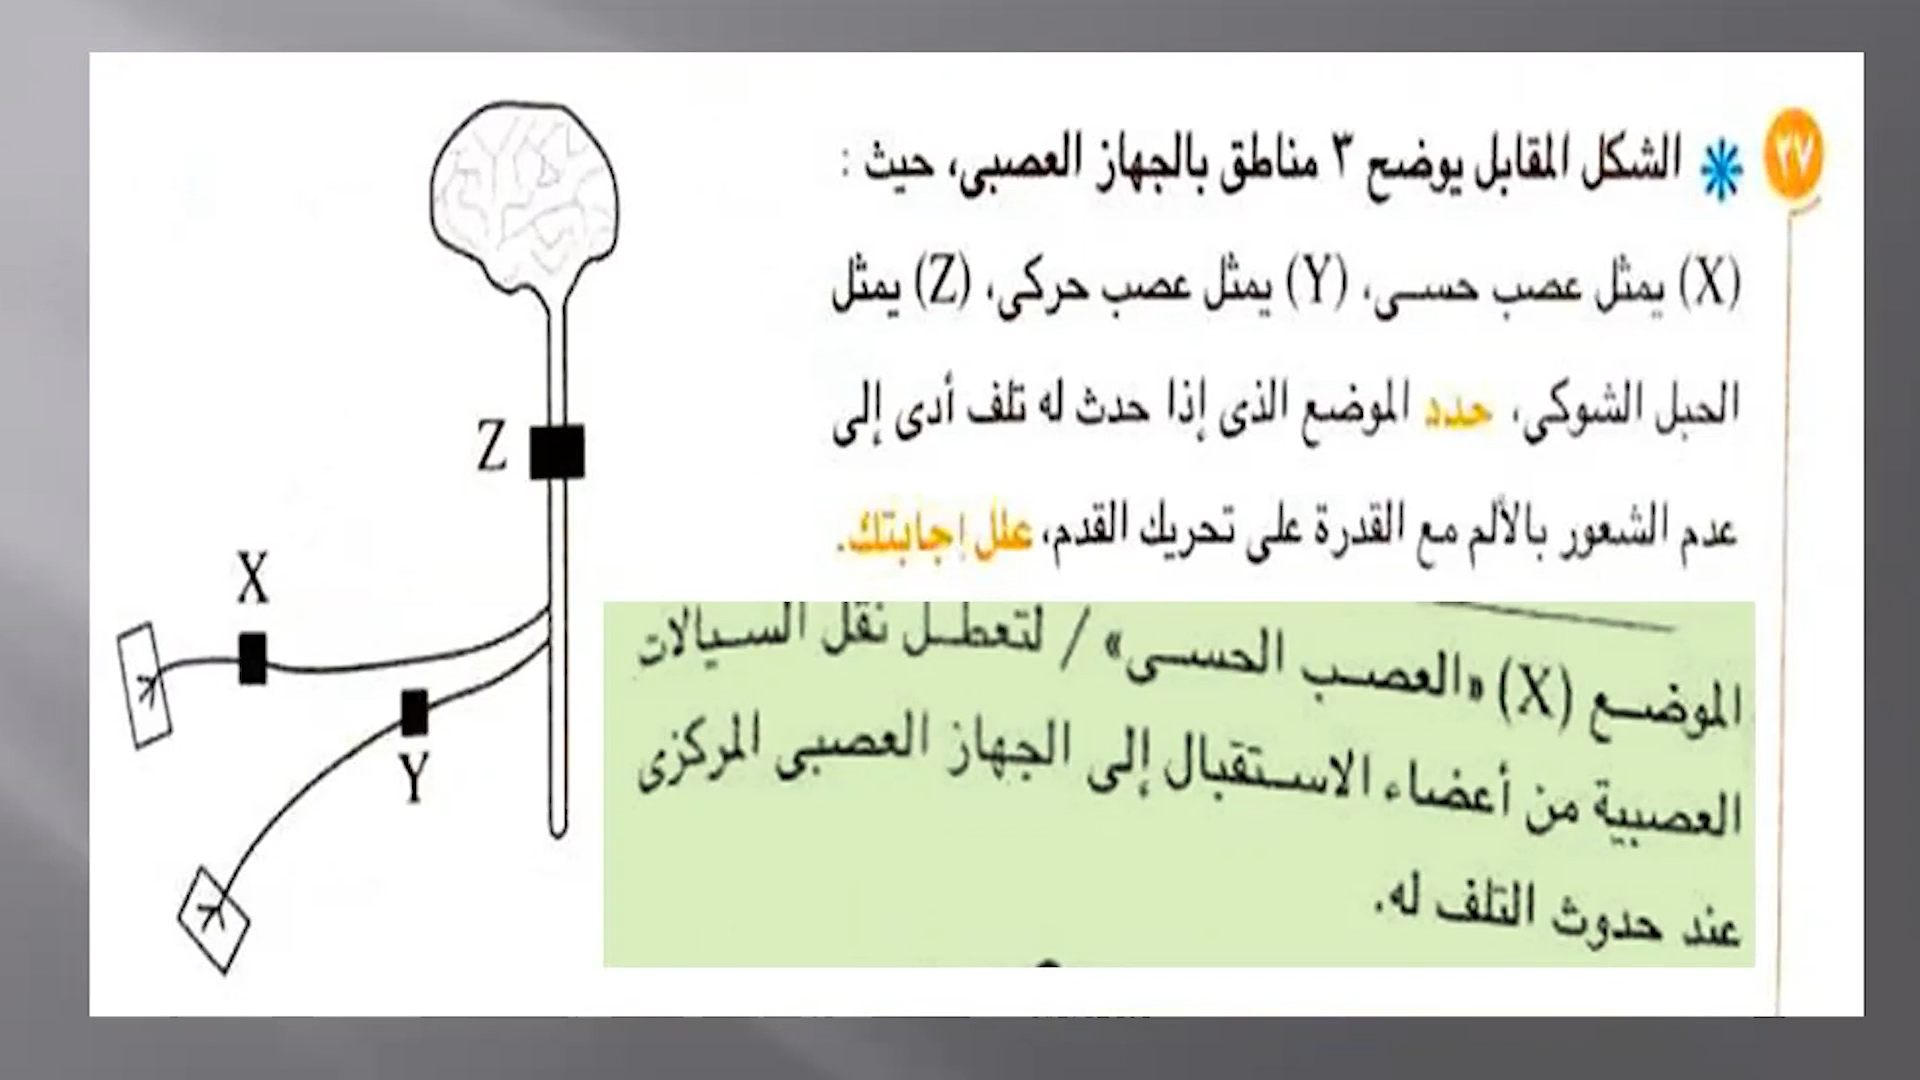 ٣٧
الشكل المقابل يوضح ٣ مناطق بالجهاز العصبى، حيث :
(X) يمثل عصب حسى، (Y) يمثل عصب حركى، (Z) يمثل
الحبل الشوكى، حدد الموضع الذى إذا حدث له تلف أدى إلى
عدم الشعور بالألم مع القدرة على تحريك القدم، علل إجابتك.
الموضع (X) «العصب الحسى» / لتعطل نقل السيالات
العصبية من أعضاء الاستقبال إلى الجهاز العصبى المركزى
عند حدوث التلف له.
Z
X
Y